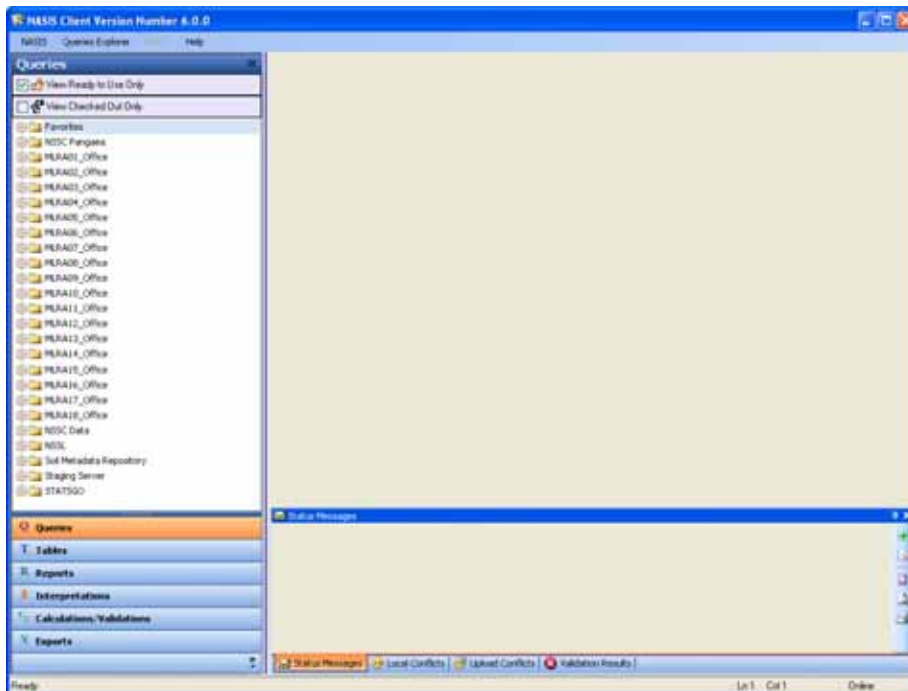 NASIS Client Version Number 6.0.0
NASIS Queries Explorer Help
Queries
View Ready to Use Only
View Checked Out Only
Favorites
NSSC Pangaea
MLRA01_Office
MLRA02_Office
MLRA03_Office
MLRA04_Office
MLRA05_Office
MLRA06_Office
MLRA07_Office
MLRA08_Office
MLRA09_Office
MLRA10_Office
MLRA11_Office
MLRA12_Office
MLRA13_Office
MLRA14_Office
MLRA15_Office
MLRA16_Office
MLRA17_Office
MLRA18_Office
NSSC Data
NSSL
Soil Metadata Repository
Staging Server
STATSGO
Queries
Tables
Reports
Interpretations
Calculations/Validations
Exports
Status Messages
Status Messages Local Conflicts Upload Conflicts Validation Results
Ready Ln 1 Col 1 Online